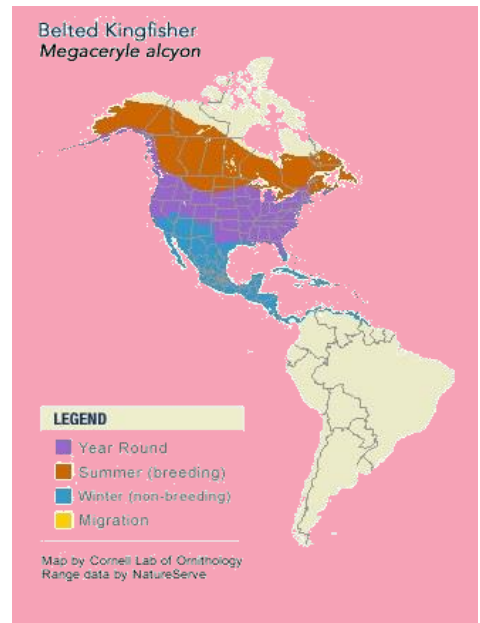 Belted Kingfisher
Megaceryle alcyon
LEGEND
Year Round
Summer (breeding)
Winter (non-breeding)
Migration
Map by Cornell Lab of Ornithology
Range data by NatureServe